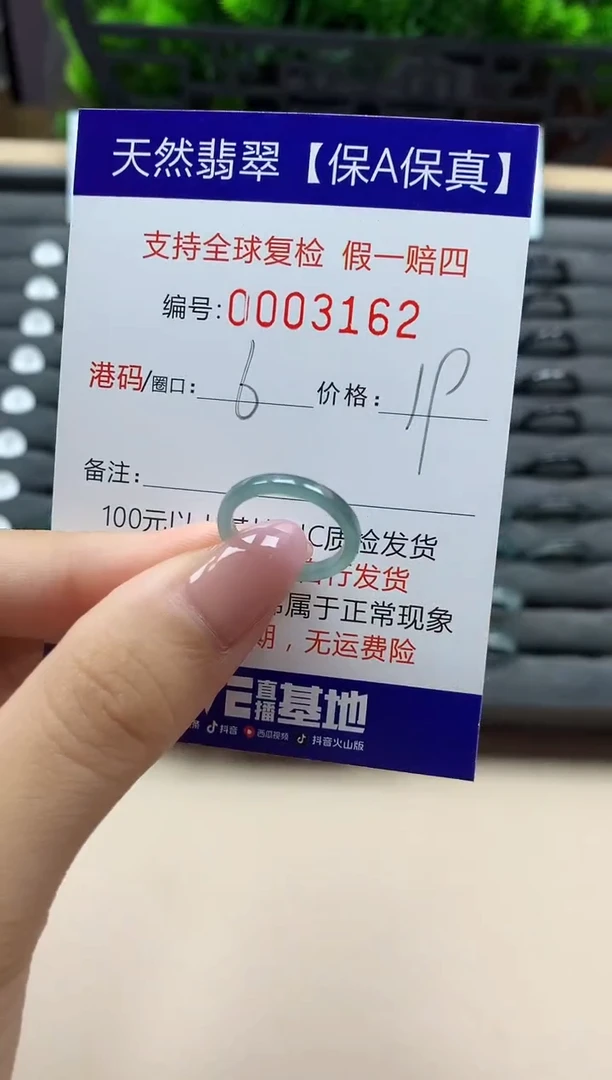 天然翡翠【保A保真】
支持全球复检 假一赔四
编号:0003162
港码/圈口: 6 价格:
备注:
100元以 C质检发货
行发货
属于正常现象
期，无运费险
直播基地
抖音 西瓜视频 抖音火山版